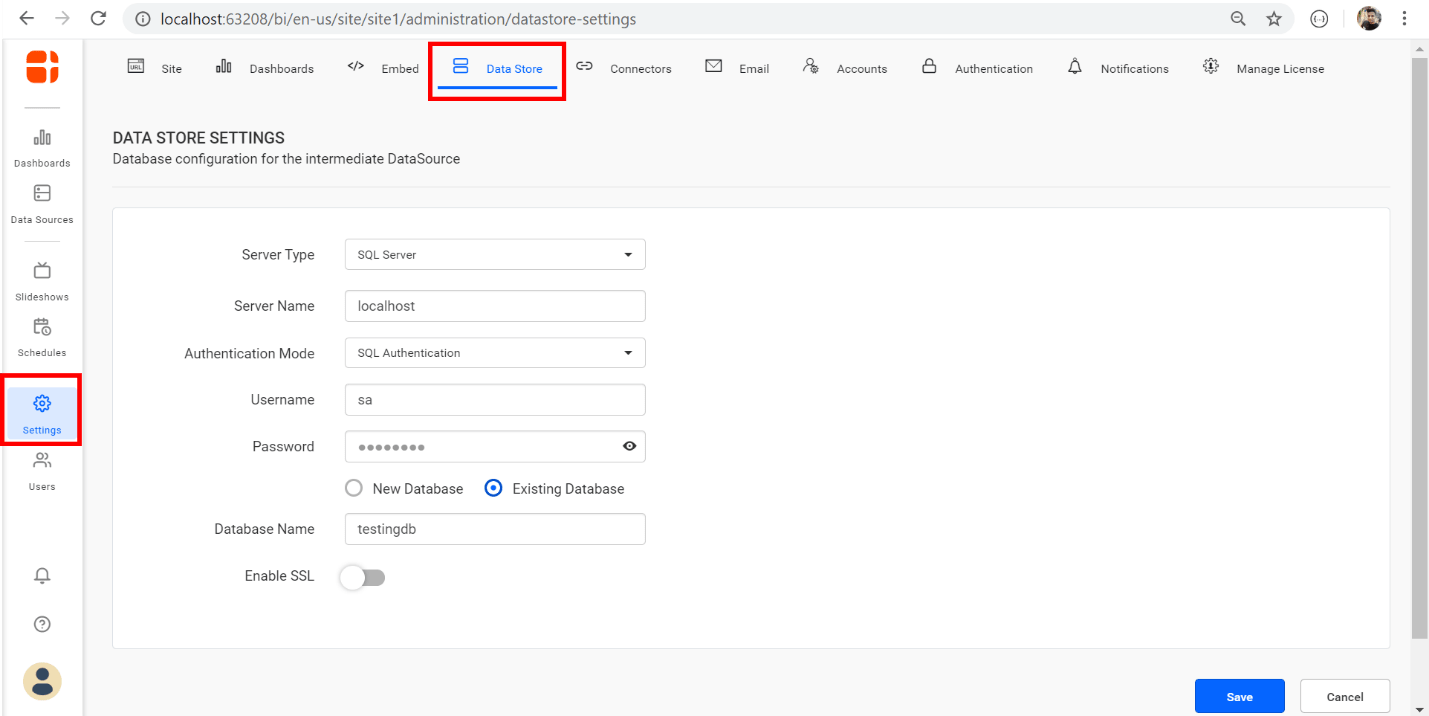 localhost:63208/bi/en-us/site/site1/administration/datastore-settings
URL Site Dashboards Embed Data Store Connectors Email Accounts Authentication Notifications Manage License
DATA STORE SETTINGS
Database configuration for the intermediate DataSource
Dashboards
Data Sources
Slideshows
Schedules
Settings
Users
Server Type SQL Server
Server Name localhost
Authentication Mode SQL Authentication
Username sa
Password ●●●●●●●●
New Database Existing Database
Database Name testingdb
Enable SSL
Save Cancel